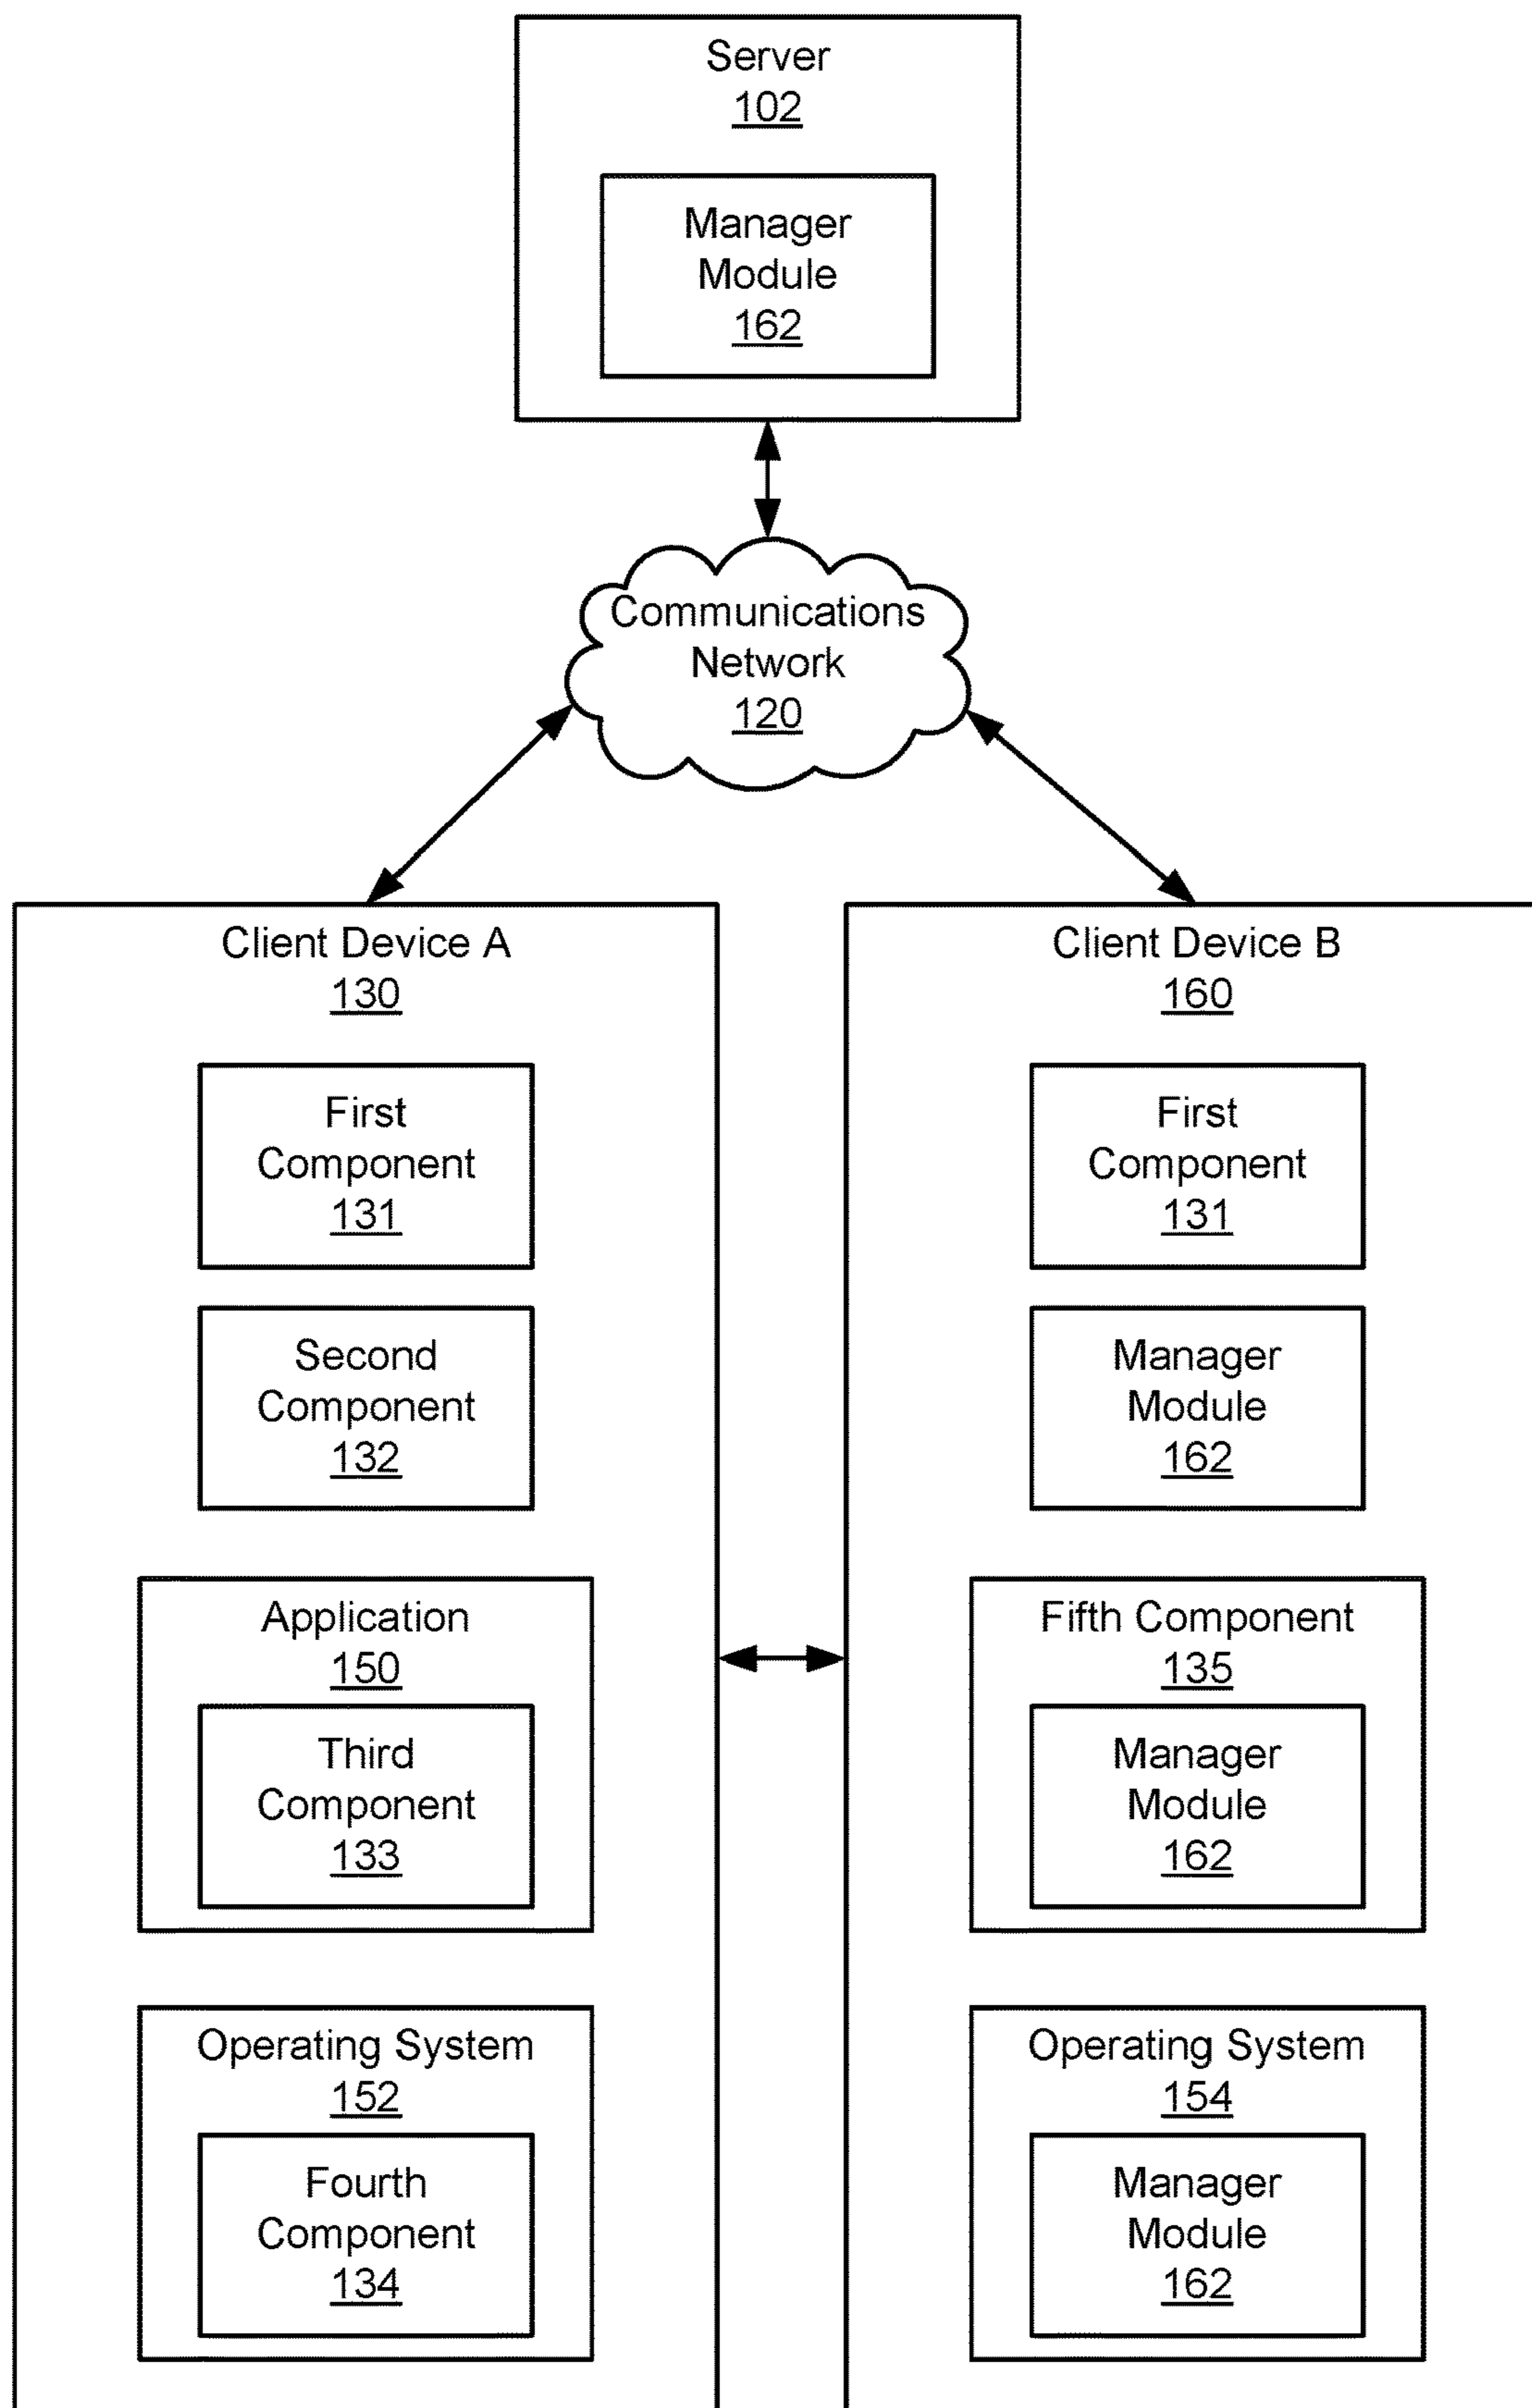 Server
102
Manager
Module
162
Communications
Network
120
Client Device A
130
First
Component
131
Second
Component
132
Application
150
Third
Component
133
Operating System
152
Fourth
Component
134
Client Device B
160
First
Component
131
Manager
Module
162
Fifth Component
135
Manager
Module
162
Operating System
154
Manager
Module
162